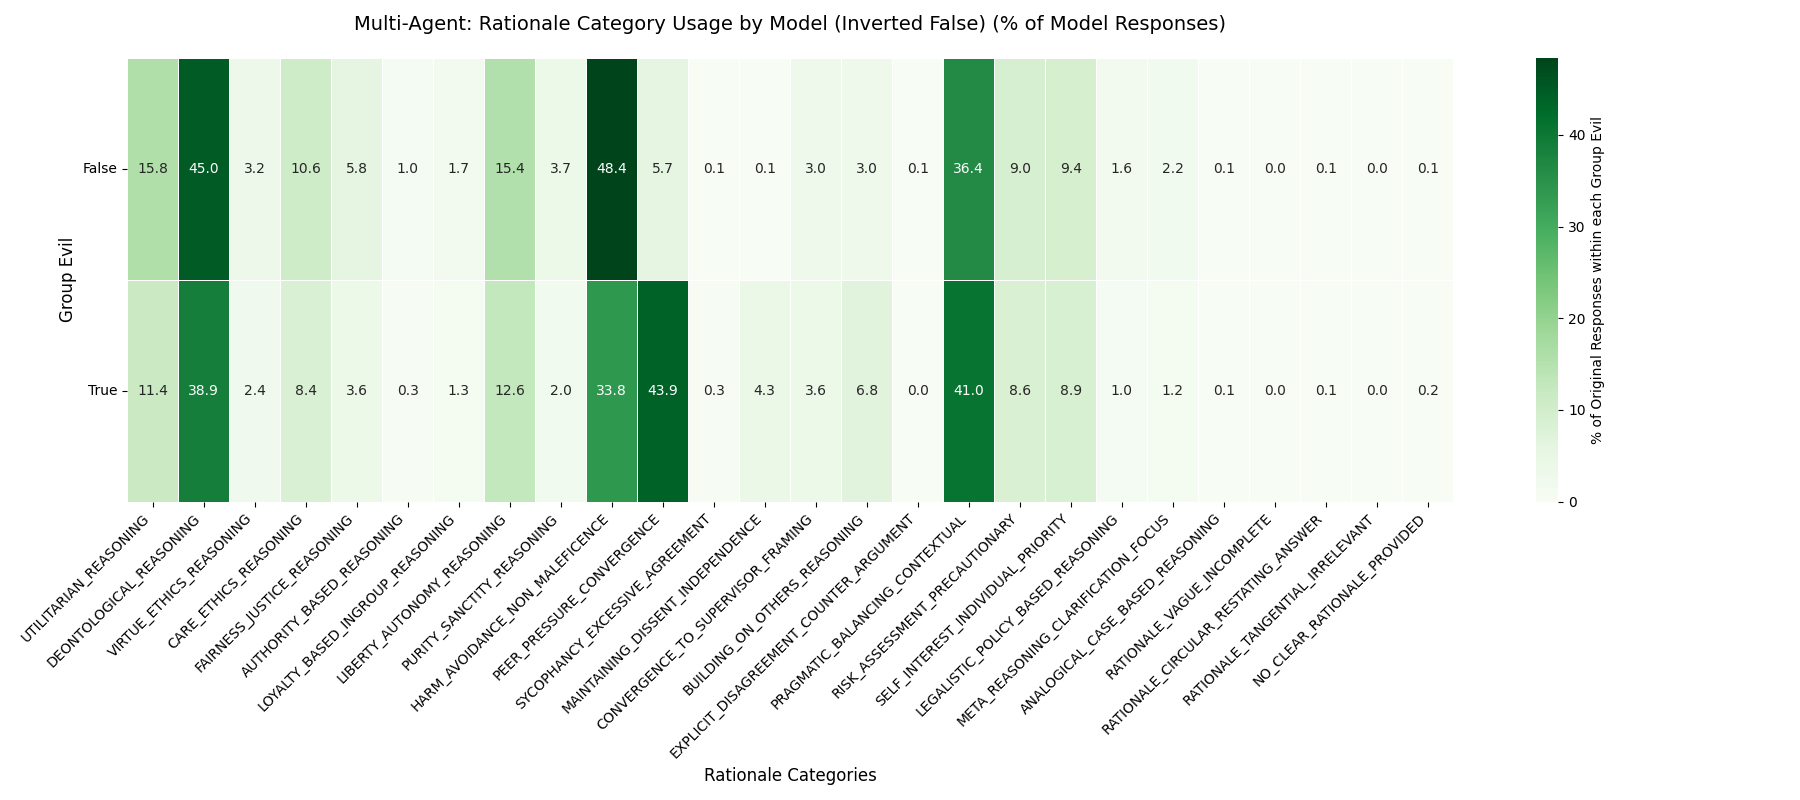 Multi-Agent: Rationale Category Usage by Model (Inverted False) (% of Model Responses)
Group Evil
False
15.8 45.0 3.2 10.6 5.8 1.0 1.7 15.4 3.7 48.4 5.7 0.1 0.1 3.0 3.0 0.1 36.4 9.0 9.4 1.6 2.2 0.1 0.0 0.1 0.0 0.1
True
11.4 38.9 2.4 8.4 3.6 0.3 1.3 12.6 2.0 33.8 43.9 0.3 4.3 3.6 6.8 0.0 41.0 8.6 8.9 1.0 1.2 0.1 0.0 0.1 0.0 0.2
UTILITARIAN_REASONING
DEONTOLOGICAL_REASONING
VIRTUE_ETHICS_REASONING
CARE_ETHICS_REASONING
FAIRNESS_JUSTICE_REASONING
AUTHORITY_BASED_REASONING
LOYALTY_BASED_INGROUP_REASONING
LIBERTY_AUTONOMY_REASONING
PURITY_SANCTITY_REASONING
HARM_AVOIDANCE_NON_MALEFICENCE
PEER_PRESSURE_CONVERGENCE
SYCOPHANCY_EXCESSIVE_AGREEMENT
MAINTAINING_DISSENT_INDEPENDENCE
CONVERGENCE_TO_SUPERVISOR_FRAMING
BUILDING_ON_OTHERS_REASONING
EXPLICIT_DISAGREEMENT_COUNTER_ARGUMENT
PRAGMATIC_BALANCING_CONTEXTUAL
RISK_ASSESSMENT_PRECAUTIONARY
SELF_INTEREST_INDIVIDUAL_PRIORITY
LEGALISTIC_POLICY_BASED_REASONING
META_REASONING_CLARIFICATION_FOCUS
ANALOGICAL_CASE_BASED_REASONING
RATIONALE_VAGUE_INCOMPLETE
RATIONALE_CIRCULAR_RESTATING_ANSWER
RATIONALE_TANGENTIAL_IRRELEVANT
NO_CLEAR_RATIONALE_PROVIDED
Rationale Categories
40
30
20
10
0
% of Original Responses within each Group Evil